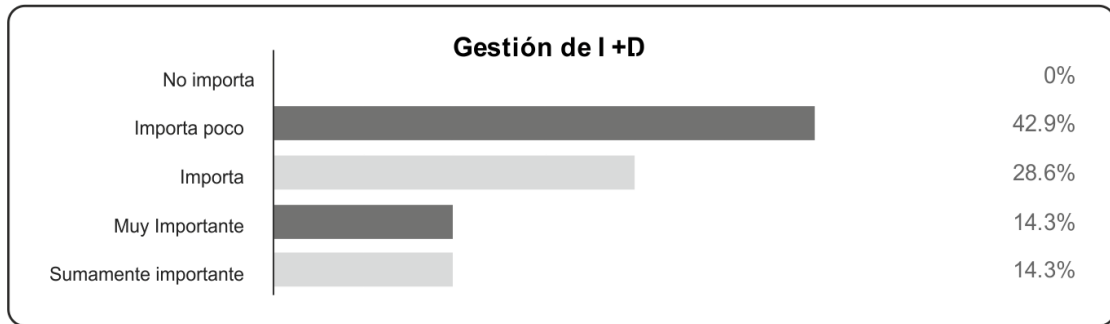 Gestión de I +D
No importa 0%
Importa poco 42.9%
Importa 28.6%
Muy Importante 14.3%
Sumamente importante 14.3%